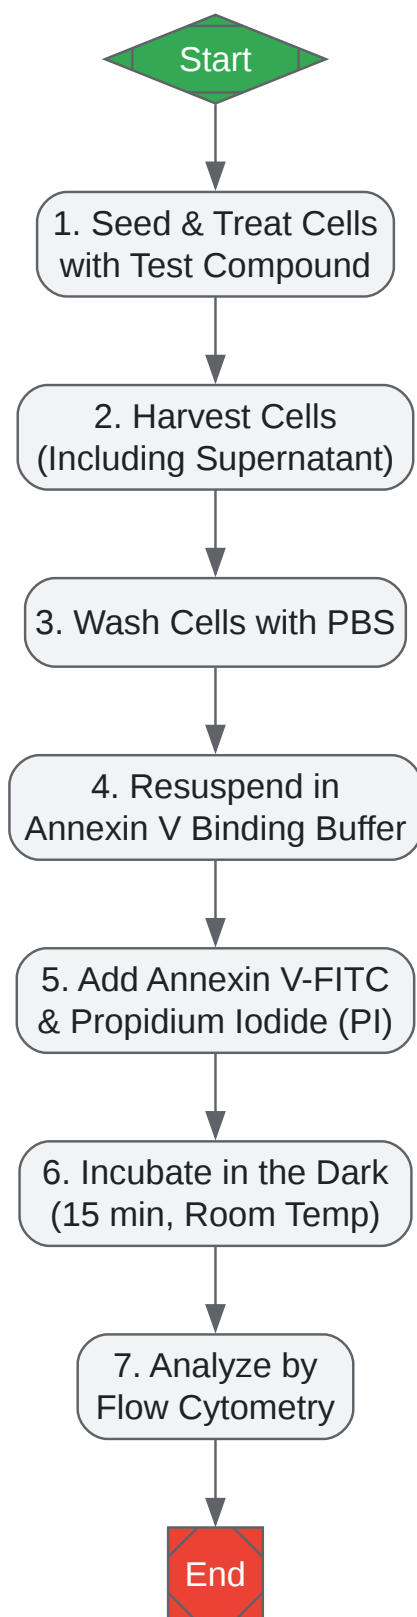 Start
1. Seed & Treat Cells
with Test Compound
2. Harvest Cells
(Including Supernatant)
3. Wash Cells with PBS
4. Resuspend in
Annexin V Binding Buffer
5. Add Annexin V-FITC
& Propidium Iodide (PI)
6. Incubate in the Dark
(15 min, Room Temp)
7. Analyze by
Flow Cytometry
End